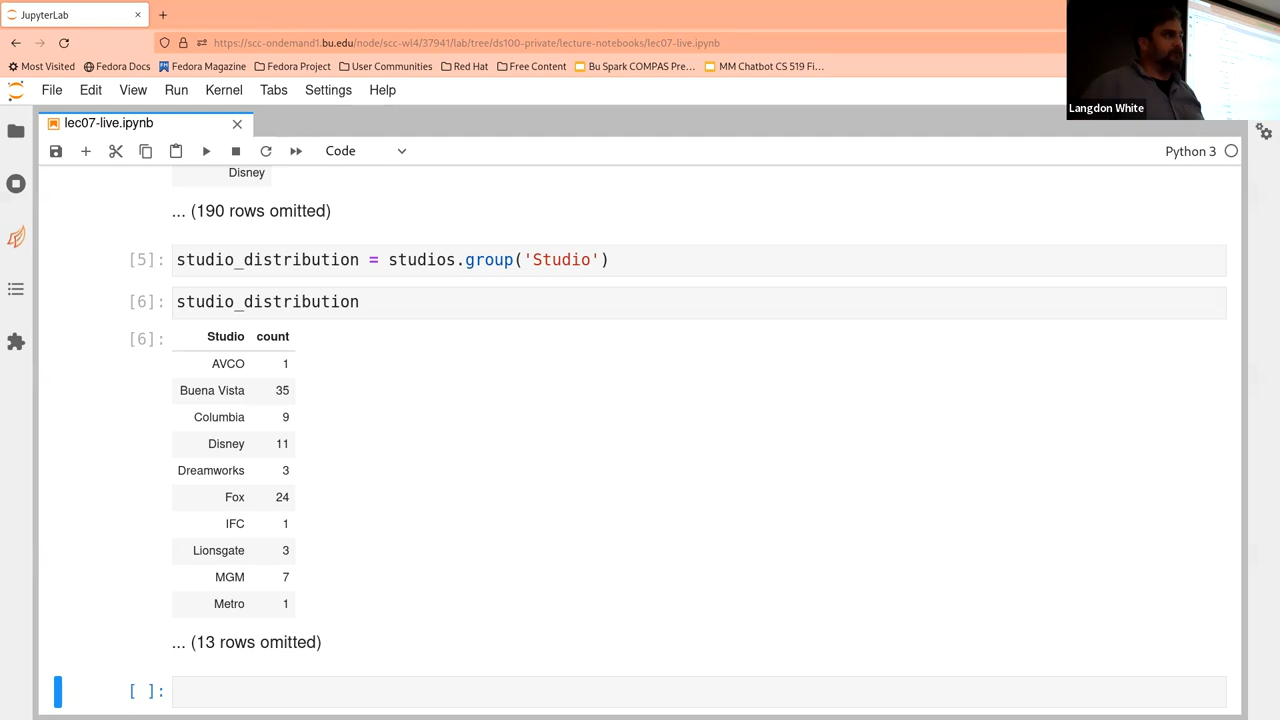 JupyterLab
https://scc-ondemand1.bu.edu/node/scc-wl4/37941/lab/tree/ds100-private/lecture-notebooks/lec07-live.ipynb
Most Visited Fedora Docs Fedora Magazine Fedora Project User Communities Red Hat Free Content Bu Spark COMPAS Pre... MM Chatbot CS 519 Fi...
Langdon White
File Edit View Run Kernel Tabs Settings Help
lec07-live.ipynb
Code
Python 3
Disney
... (190 rows omitted)
[5]: studio_distribution = studios.group('Studio')
[6]: studio_distribution
[6]: Studio count
AVCO 1
Buena Vista 35
Columbia 9
Disney 11
Dreamworks 3
Fox 24
IFC 1
Lionsgate 3
MGM 7
Metro 1
... (13 rows omitted)
[ ]: